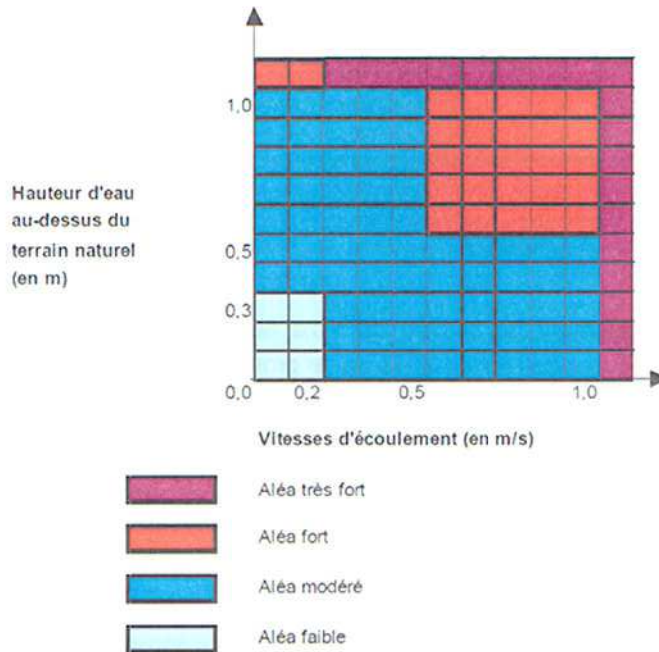 1,0
Hauteur d'eau
au-dessus du
terrain naturel
(en m)
0,5
0,3
0,0
0,2
0,5
1,0
Vitesses d'écoulement (en m/s)
Aléa très fort
Aléa fort
Aléa modéré
Aléa faible